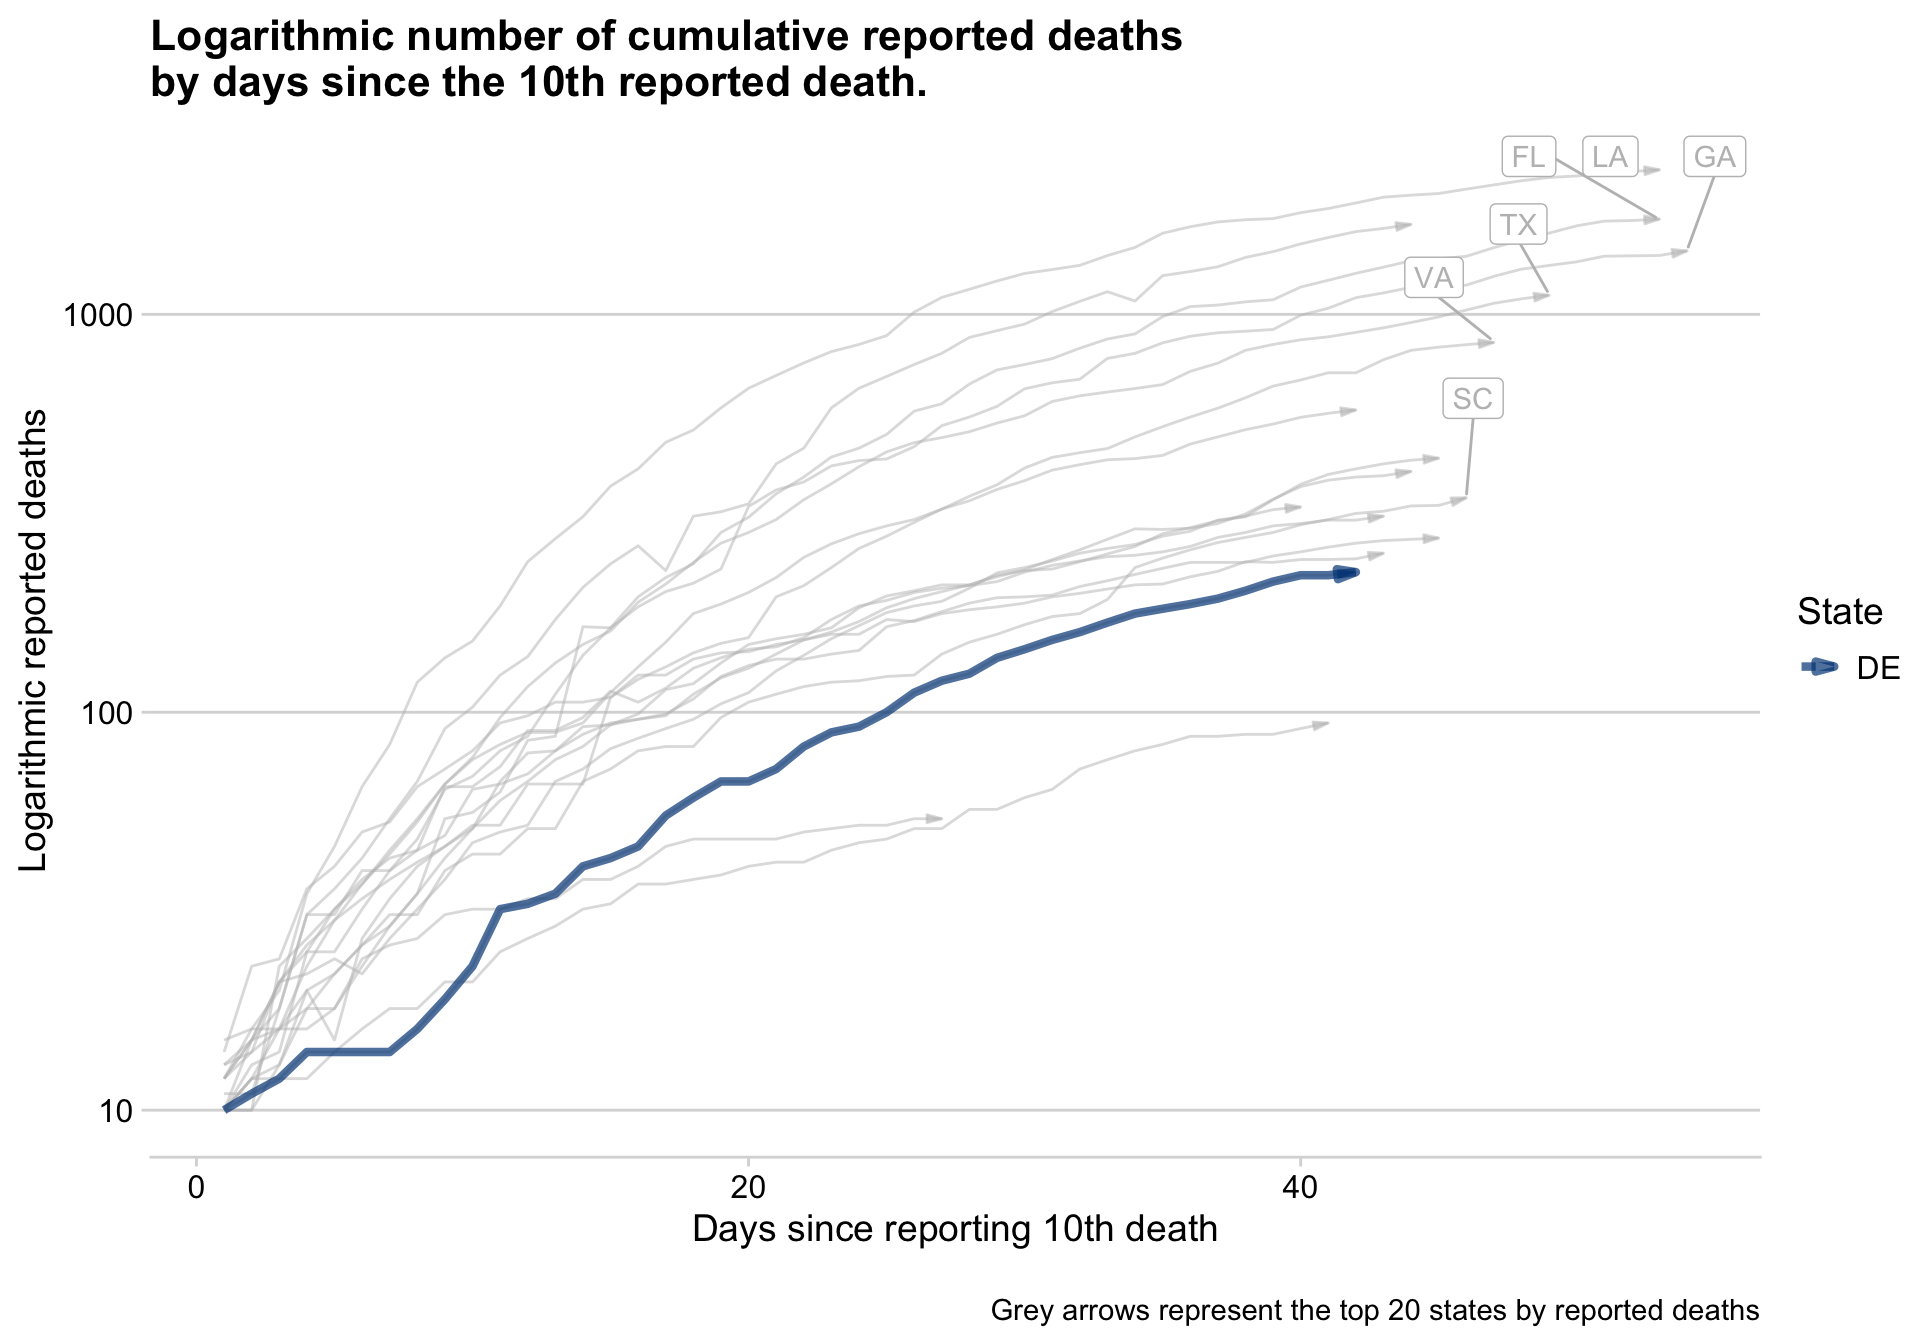 Logarithmic number of cumulative reported deaths
by days since the 10th reported death.
FL
LA
GA
TX
VA
SC
1000
100
10
Logarithmic reported deaths
State
DE
0
20
40
Days since reporting 10th death
Grey arrows represent the top 20 states by reported deaths